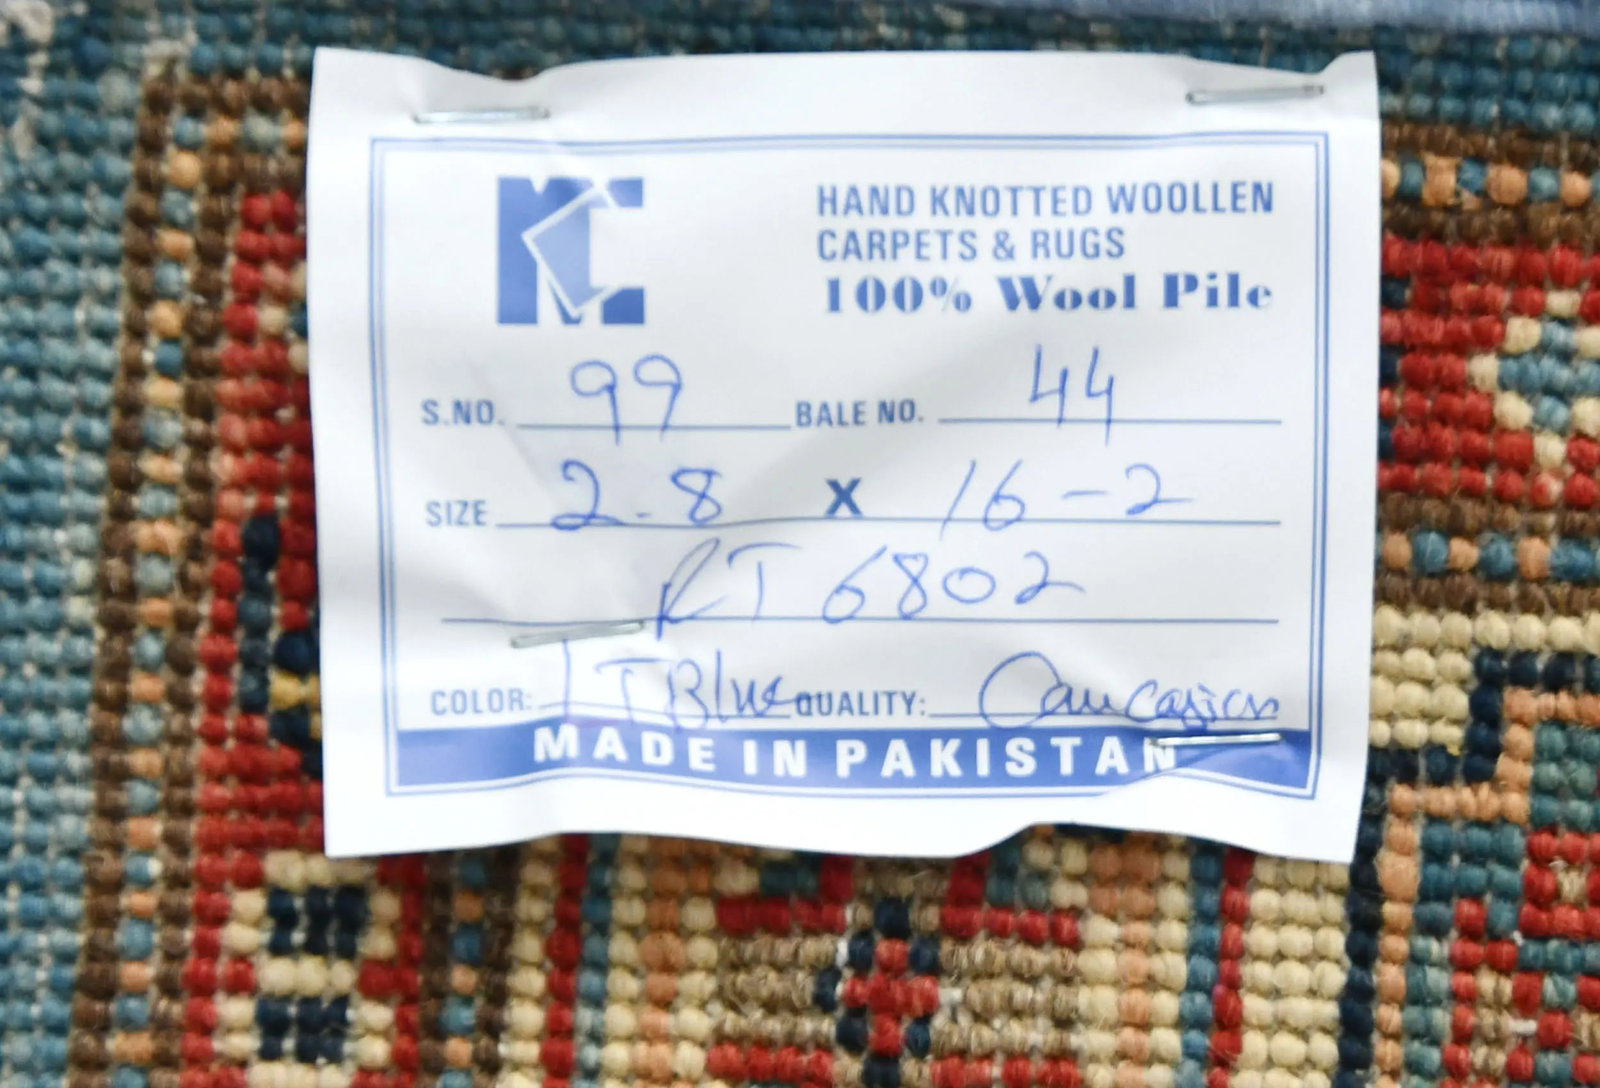 KC
HAND KNOTTED WOOLLEN
CARPETS & RUGS
100% Wool Pile
S.NO. 99 BALE NO. 44
SIZE 2-8 X 16-2
RT 6802
COLOR: LT Blue QUALITY: Caucasian
MADE IN PAKISTAN